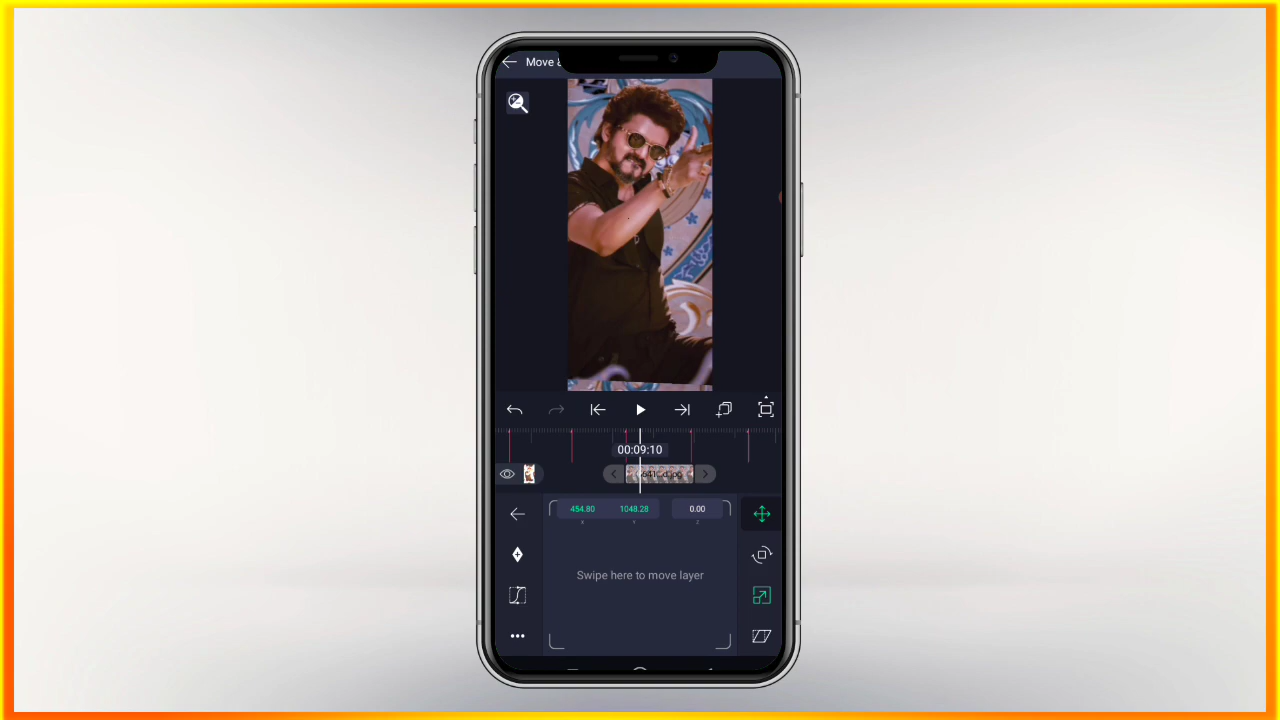 Move
00:09:10
454.80 1048.28 0.00
X Y Z
Swipe here to move layer